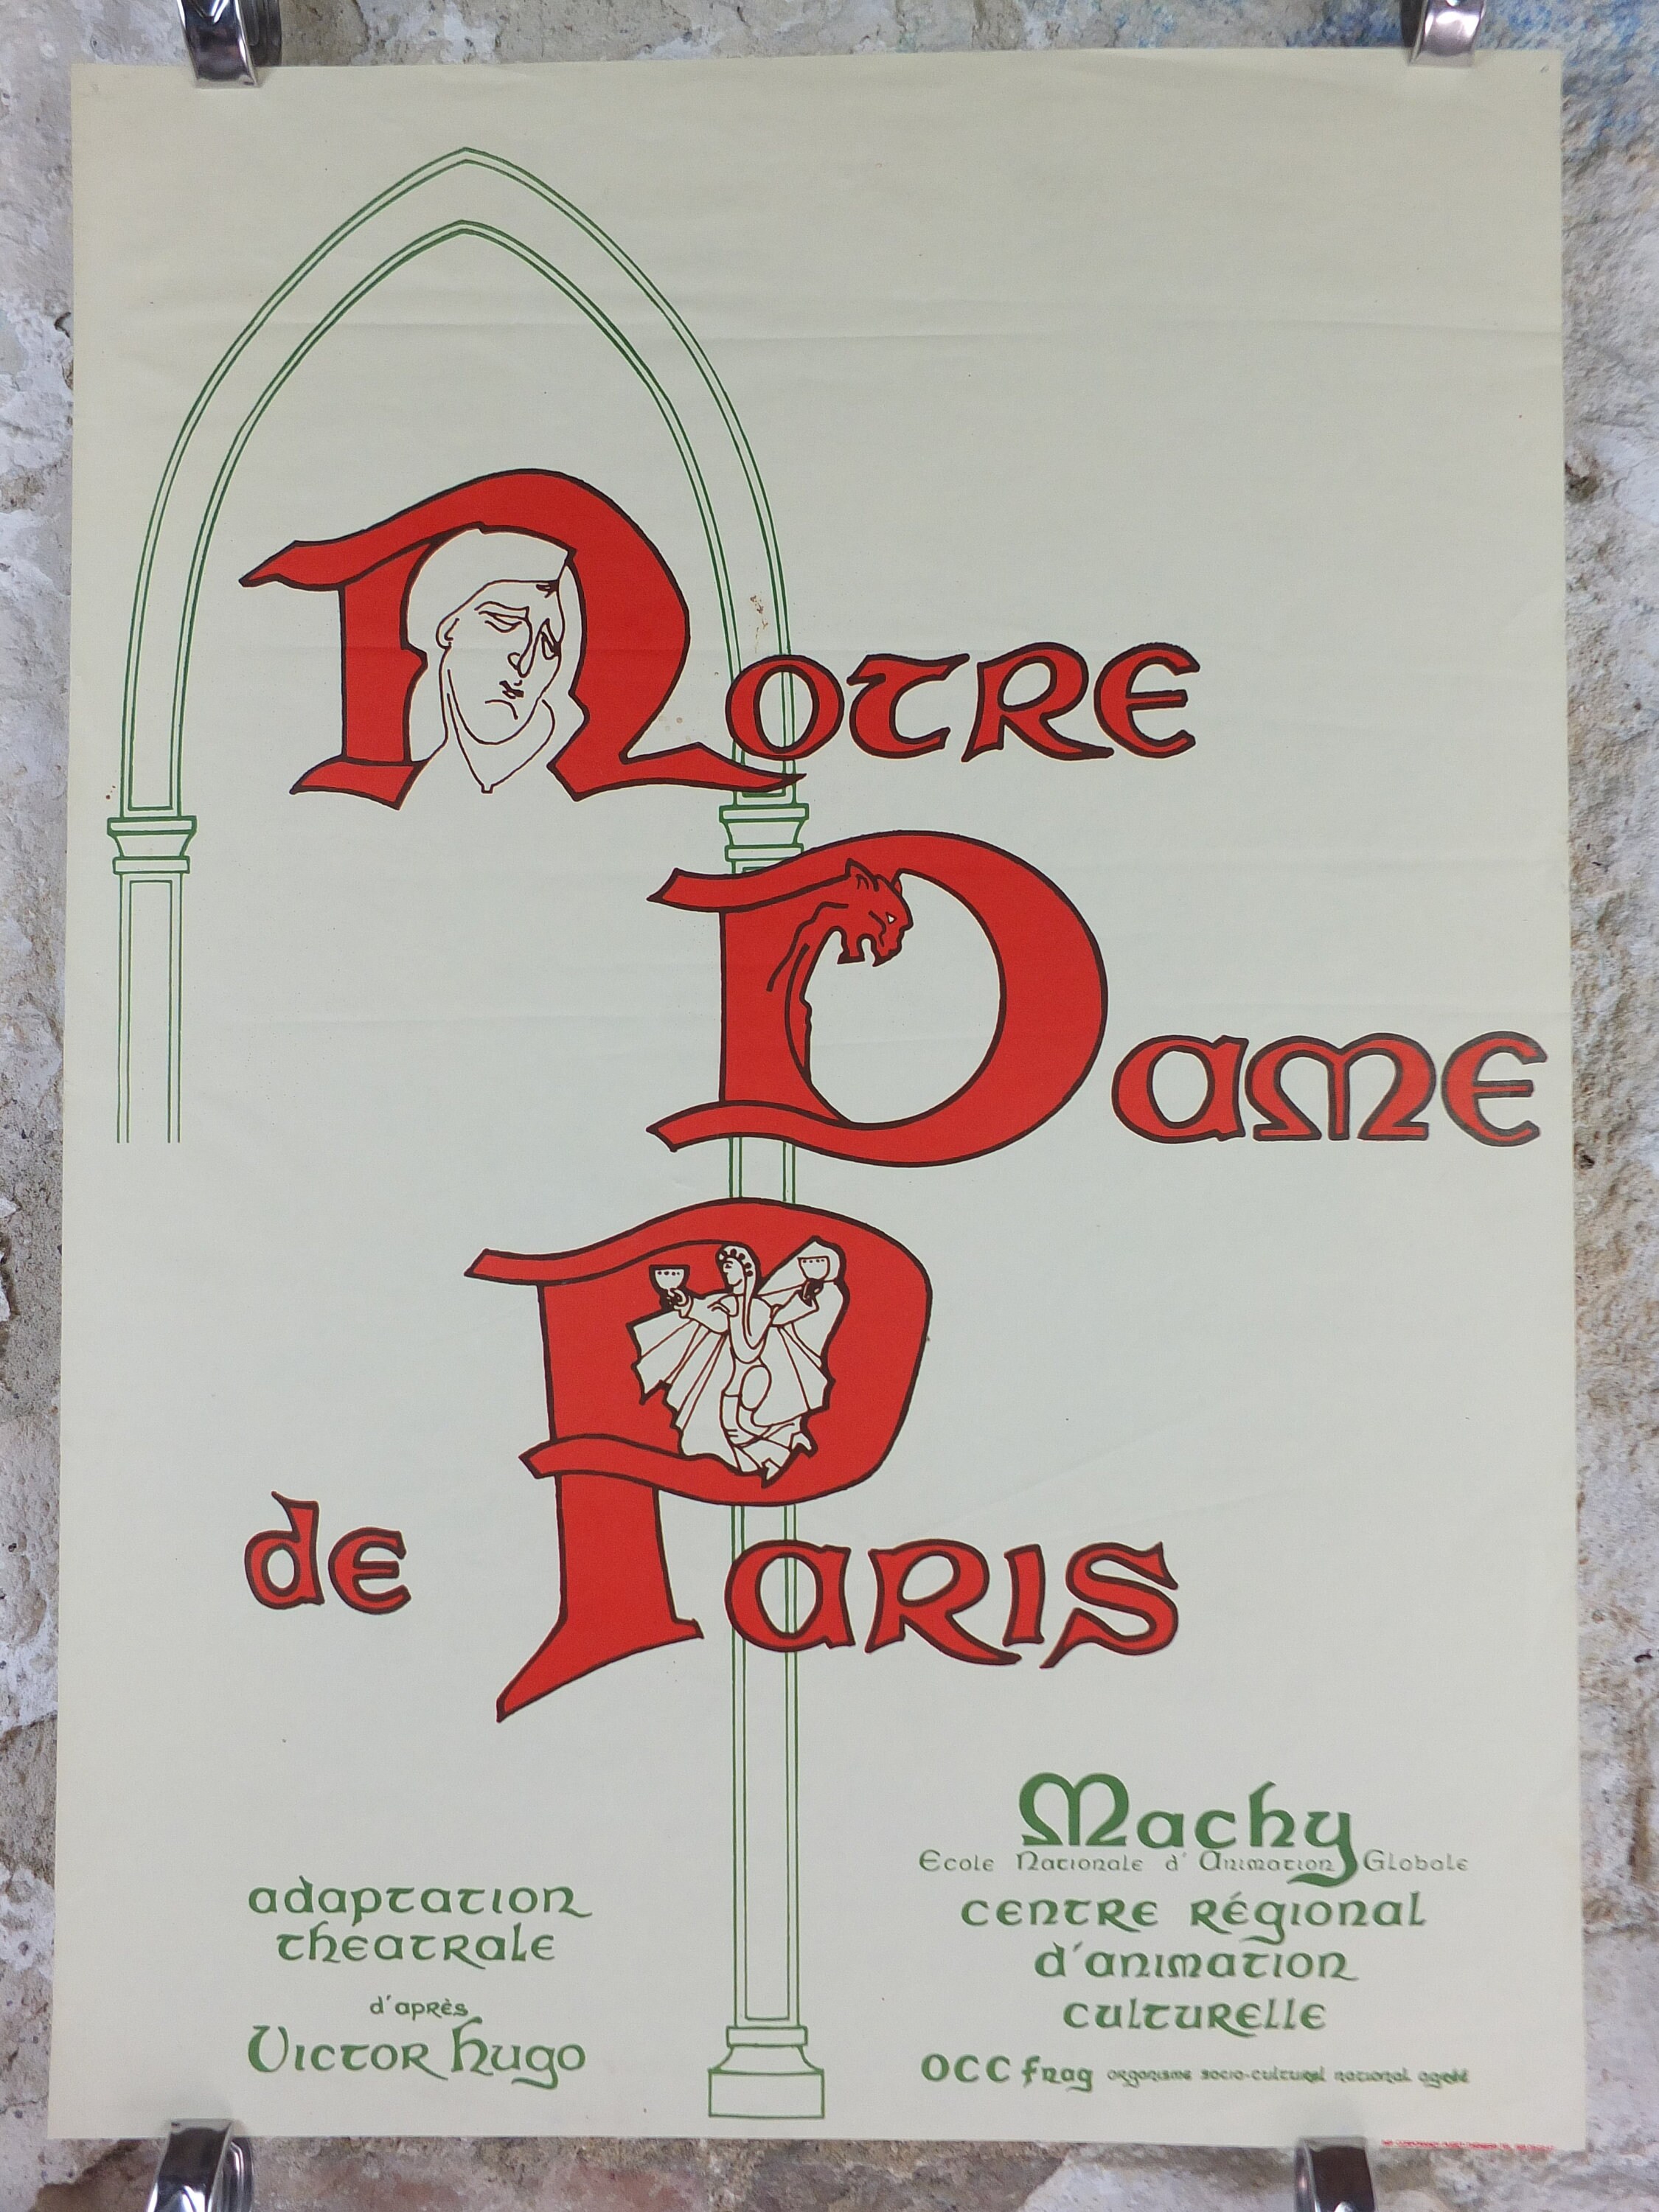 Notre
Dame
de Paris
adaptation
theatrale
d'après
Victor Hugo
Machy
Ecole Nationale d'Animation Globale
centre régional
d'animation
culturelle
OCC fnag organisme socio-culturel national agréé